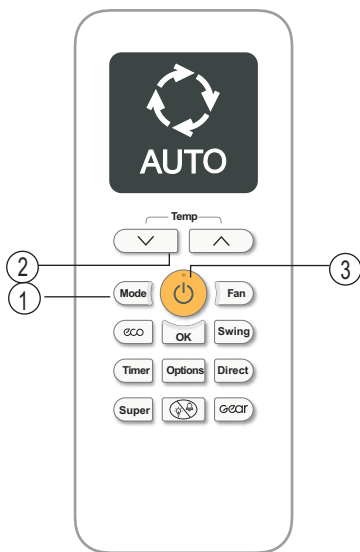 AUTO
Temp
2
3
1
Mode
Fan
eco
OK
Swing
Timer
Options
Direct
Super
Gear